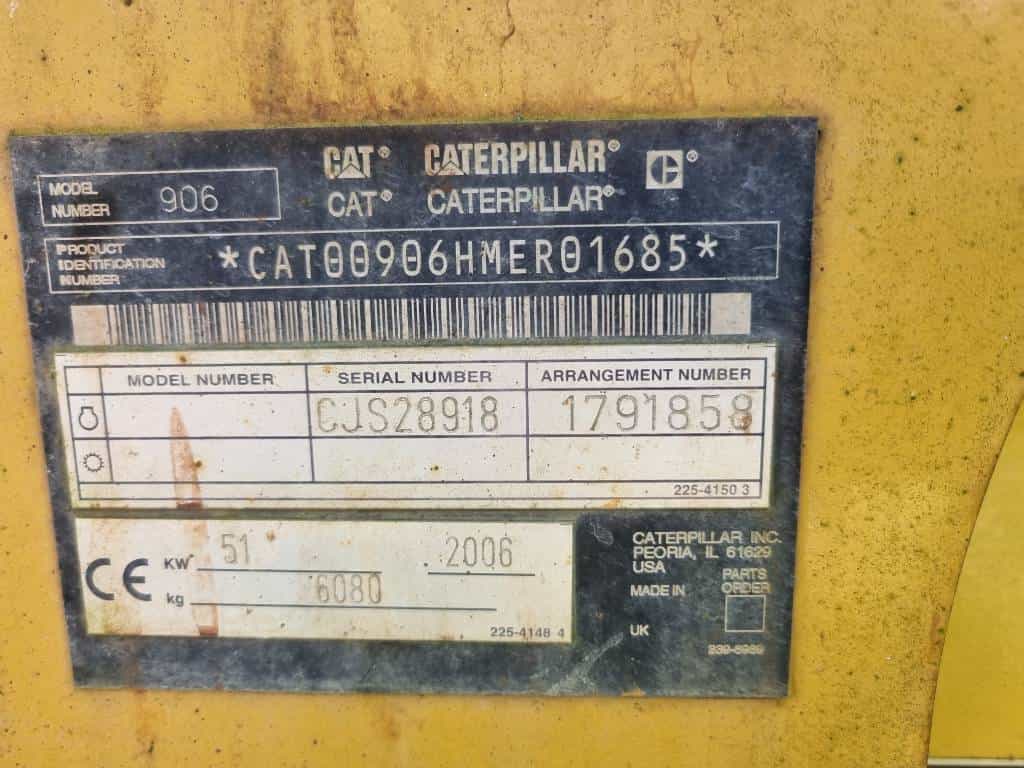 CAT® CATERPILLAR® C®
CAT® CATERPILLAR®
MODEL NUMBER 906
PRODUCT IDENTIFICATION NUMBER *CAT00906HMER01685*
MODEL NUMBER SERIAL NUMBER ARRANGEMENT NUMBER
CJS28918 1791858
225-4150 3
CE KW 51 2006
kg 6080
225-4148 4
CATERPILLAR INC.
PEORIA, IL 61629
USA
MADE IN
UK
PARTS
ORDER